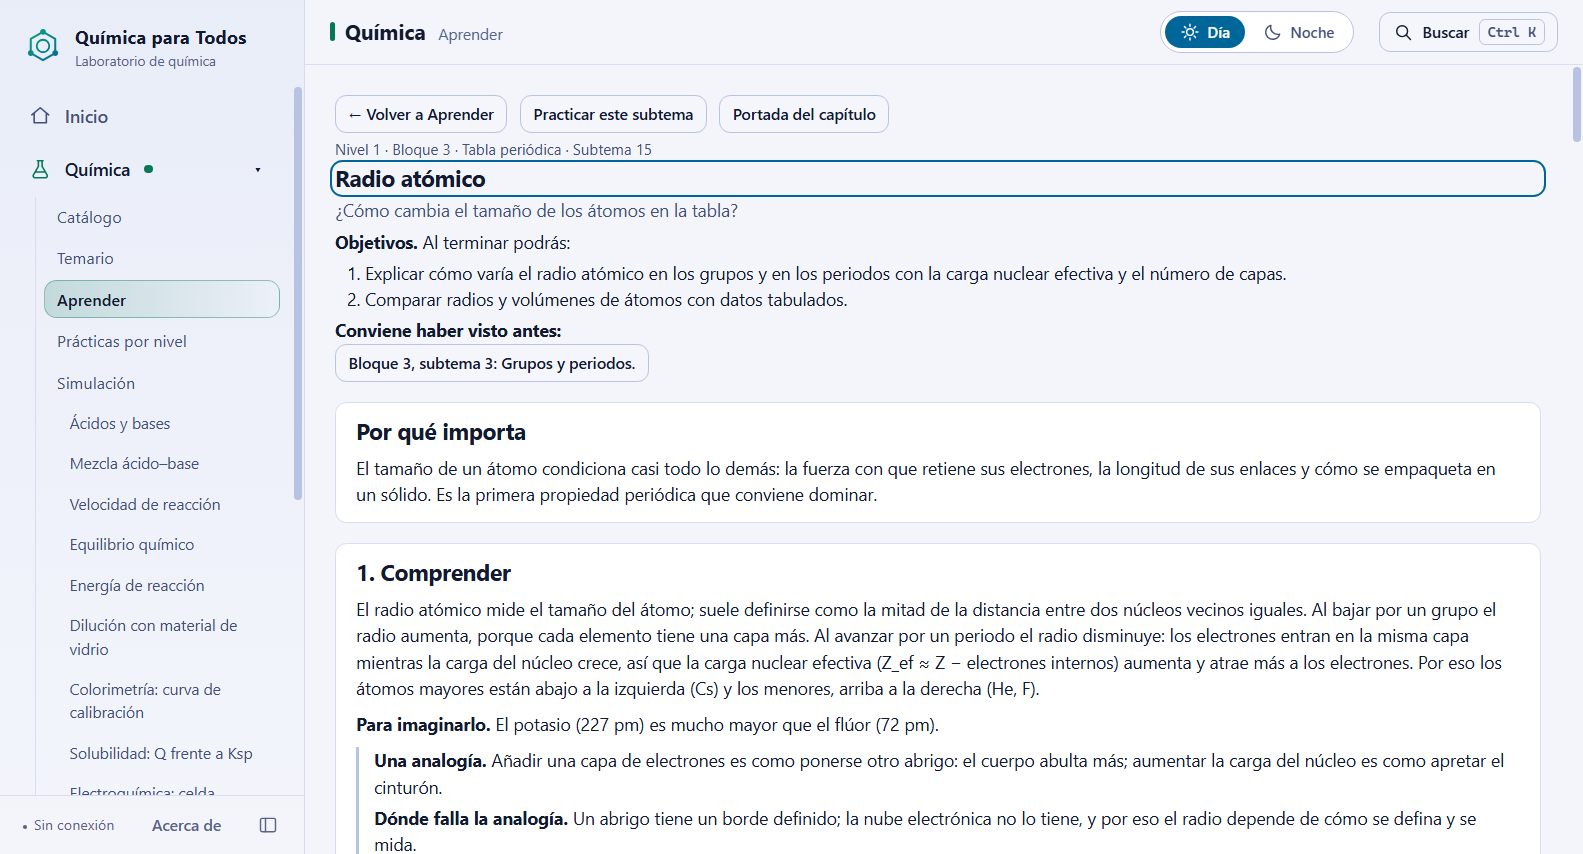 Química para Todos
Laboratorio de química
Inicio
Química
Catálogo
Temario
Aprender
Prácticas por nivel
Simulación
Ácidos y bases
Mezcla ácido–base
Velocidad de reacción
Equilibrio químico
Energía de reacción
Dilución con material de
vidrio
Colorimetría: curva de
calibración
Solubilidad: Q frente a Ksp
Electroquímica: celda
Sin conexión
Acerca de
Química Aprender
Día
Noche
Buscar Ctrl K
← Volver a Aprender
Practicar este subtema
Portada del capítulo
Nivel 1 · Bloque 3 · Tabla periódica · Subtema 15
Radio atómico
¿Cómo cambia el tamaño de los átomos en la tabla?
Objetivos. Al terminar podrás:
1. Explicar cómo varía el radio atómico en los grupos y en los periodos con la carga nuclear efectiva y el número de capas.
2. Comparar radios y volúmenes de átomos con datos tabulados.
Conviene haber visto antes:
Bloque 3, subtema 3: Grupos y periodos.
Por qué importa
El tamaño de un átomo condiciona casi todo lo demás: la fuerza con que retiene sus electrones, la longitud de sus enlaces y cómo se empaqueta en
un sólido. Es la primera propiedad periódica que conviene dominar.
1. Comprender
El radio atómico mide el tamaño del átomo; suele definirse como la mitad de la distancia entre dos núcleos vecinos iguales. Al bajar por un grupo el
radio aumenta, porque cada elemento tiene una capa más. Al avanzar por un periodo el radio disminuye: los electrones entran en la misma capa
mientras la carga del núcleo crece, así que la carga nuclear efectiva (Z_ef ≈ Z − electrones internos) aumenta y atrae más a los electrones. Por eso los
átomos mayores están abajo a la izquierda (Cs) y los menores, arriba a la derecha (He, F).
Para imaginarlo. El potasio (227 pm) es mucho mayor que el flúor (72 pm).
Una analogía. Añadir una capa de electrones es como ponerse otro abrigo: el cuerpo abulta más; aumentar la carga del núcleo es como apretar el
cinturón.
Dónde falla la analogía. Un abrigo tiene un borde definido; la nube electrónica no lo tiene, y por eso el radio depende de cómo se defina y se
mida.